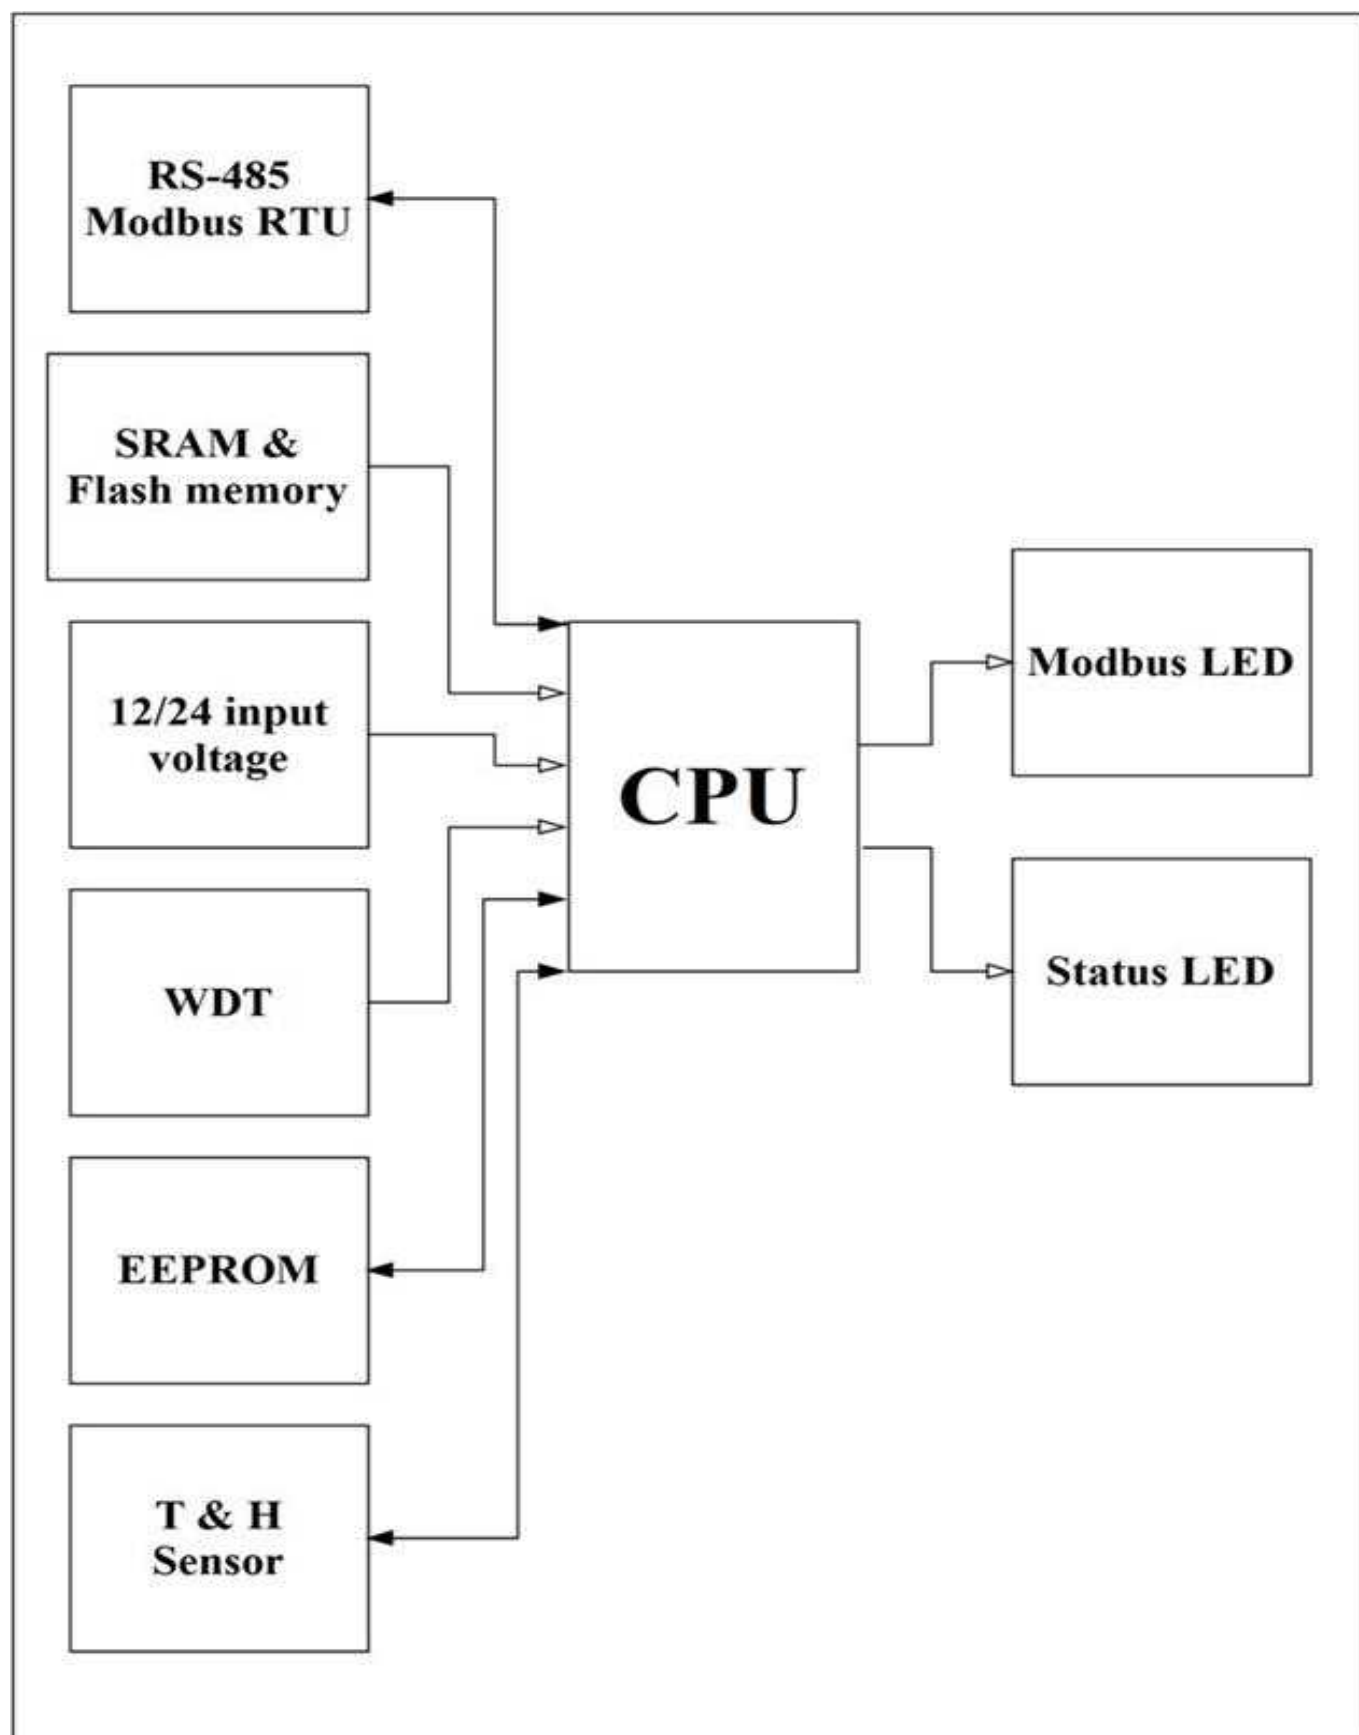 RS-485
Modbus RTU
SRAM &
Flash memory
12/24 input
voltage
WDT
EEPROM
T & H
Sensor
CPU
Modbus LED
Status LED